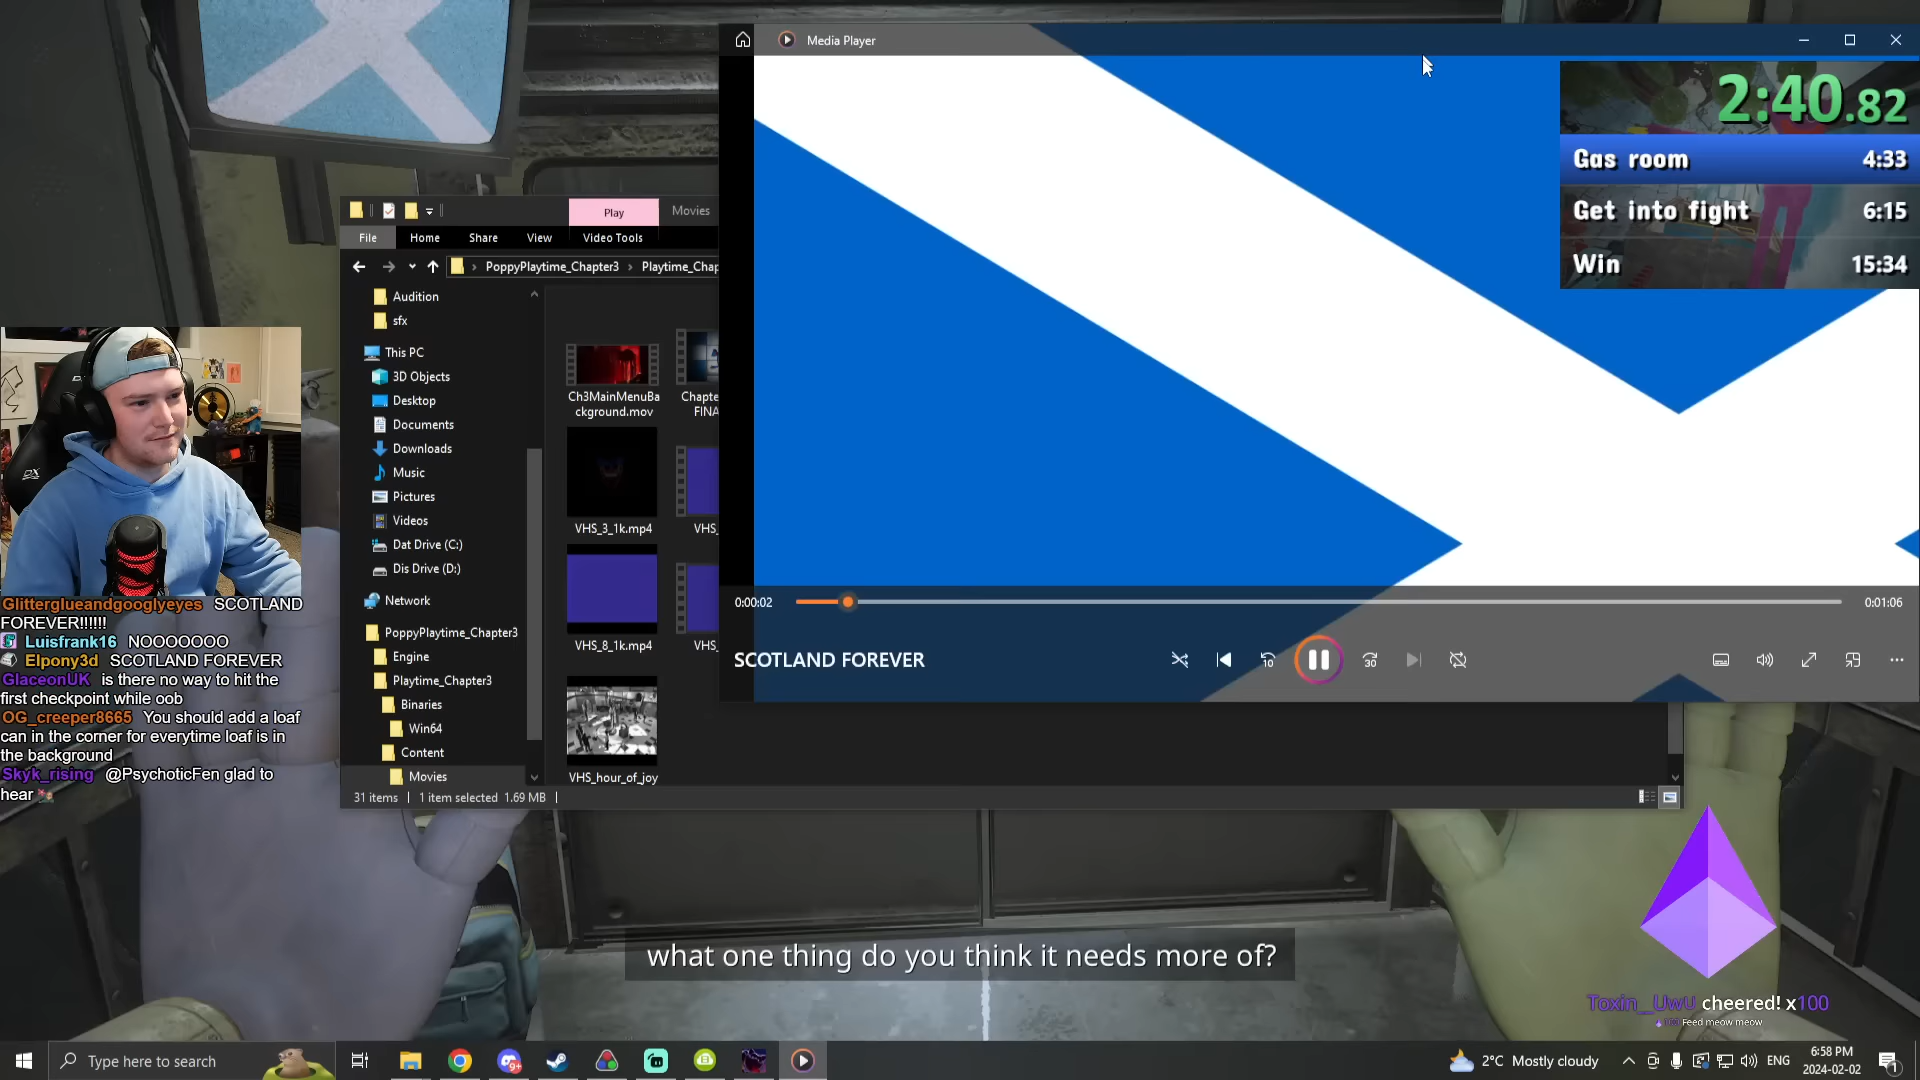 Media Player
2:40.82
Gas room 4:33
Get into fight 6:15
Win 15:34
Play Movies
File Home Share View Video Tools
PoppyPlaytime_Chapter3 › Playtime_Chap
Audition
sfx
This PC
3D Objects
Desktop
Documents
Downloads
Music
Pictures
Videos
Dat Drive (C:)
Dis Drive (D:)
Network
PoppyPlaytime_Chapter3
Engine
Playtime_Chapter3
Binaries
Win64
Content
Movies
Ch3MainMenuBa
ckground.mov
Chapte
FINA
VHS_3_1k.mp4
VHS_
VHS_8_1k.mp4
VHS_
VHS_hour_of_joy
31 items 1 item selected 1.69 MB
0:00:02 0:01:06
SCOTLAND FOREVER
10 30
Glitterglueandgooglyeyes SCOTLAND
FOREVER!!!!!!
Luisfrank16 NOOOOOOO
Elpony3d SCOTLAND FOREVER
GlaceonUK is there no way to hit the
first checkpoint while oob
OG_creeper8665 You should add a loaf
can in the corner for everytime loaf is in
the background
Skyk_rising @PsychoticFen glad to
hear
what one thing do you think it needs more of?
Toxin__UwU cheered! x100
Feed meow meow
Type here to search
9+
2°C Mostly cloudy
ENG
6:58 PM
2024-02-02
1